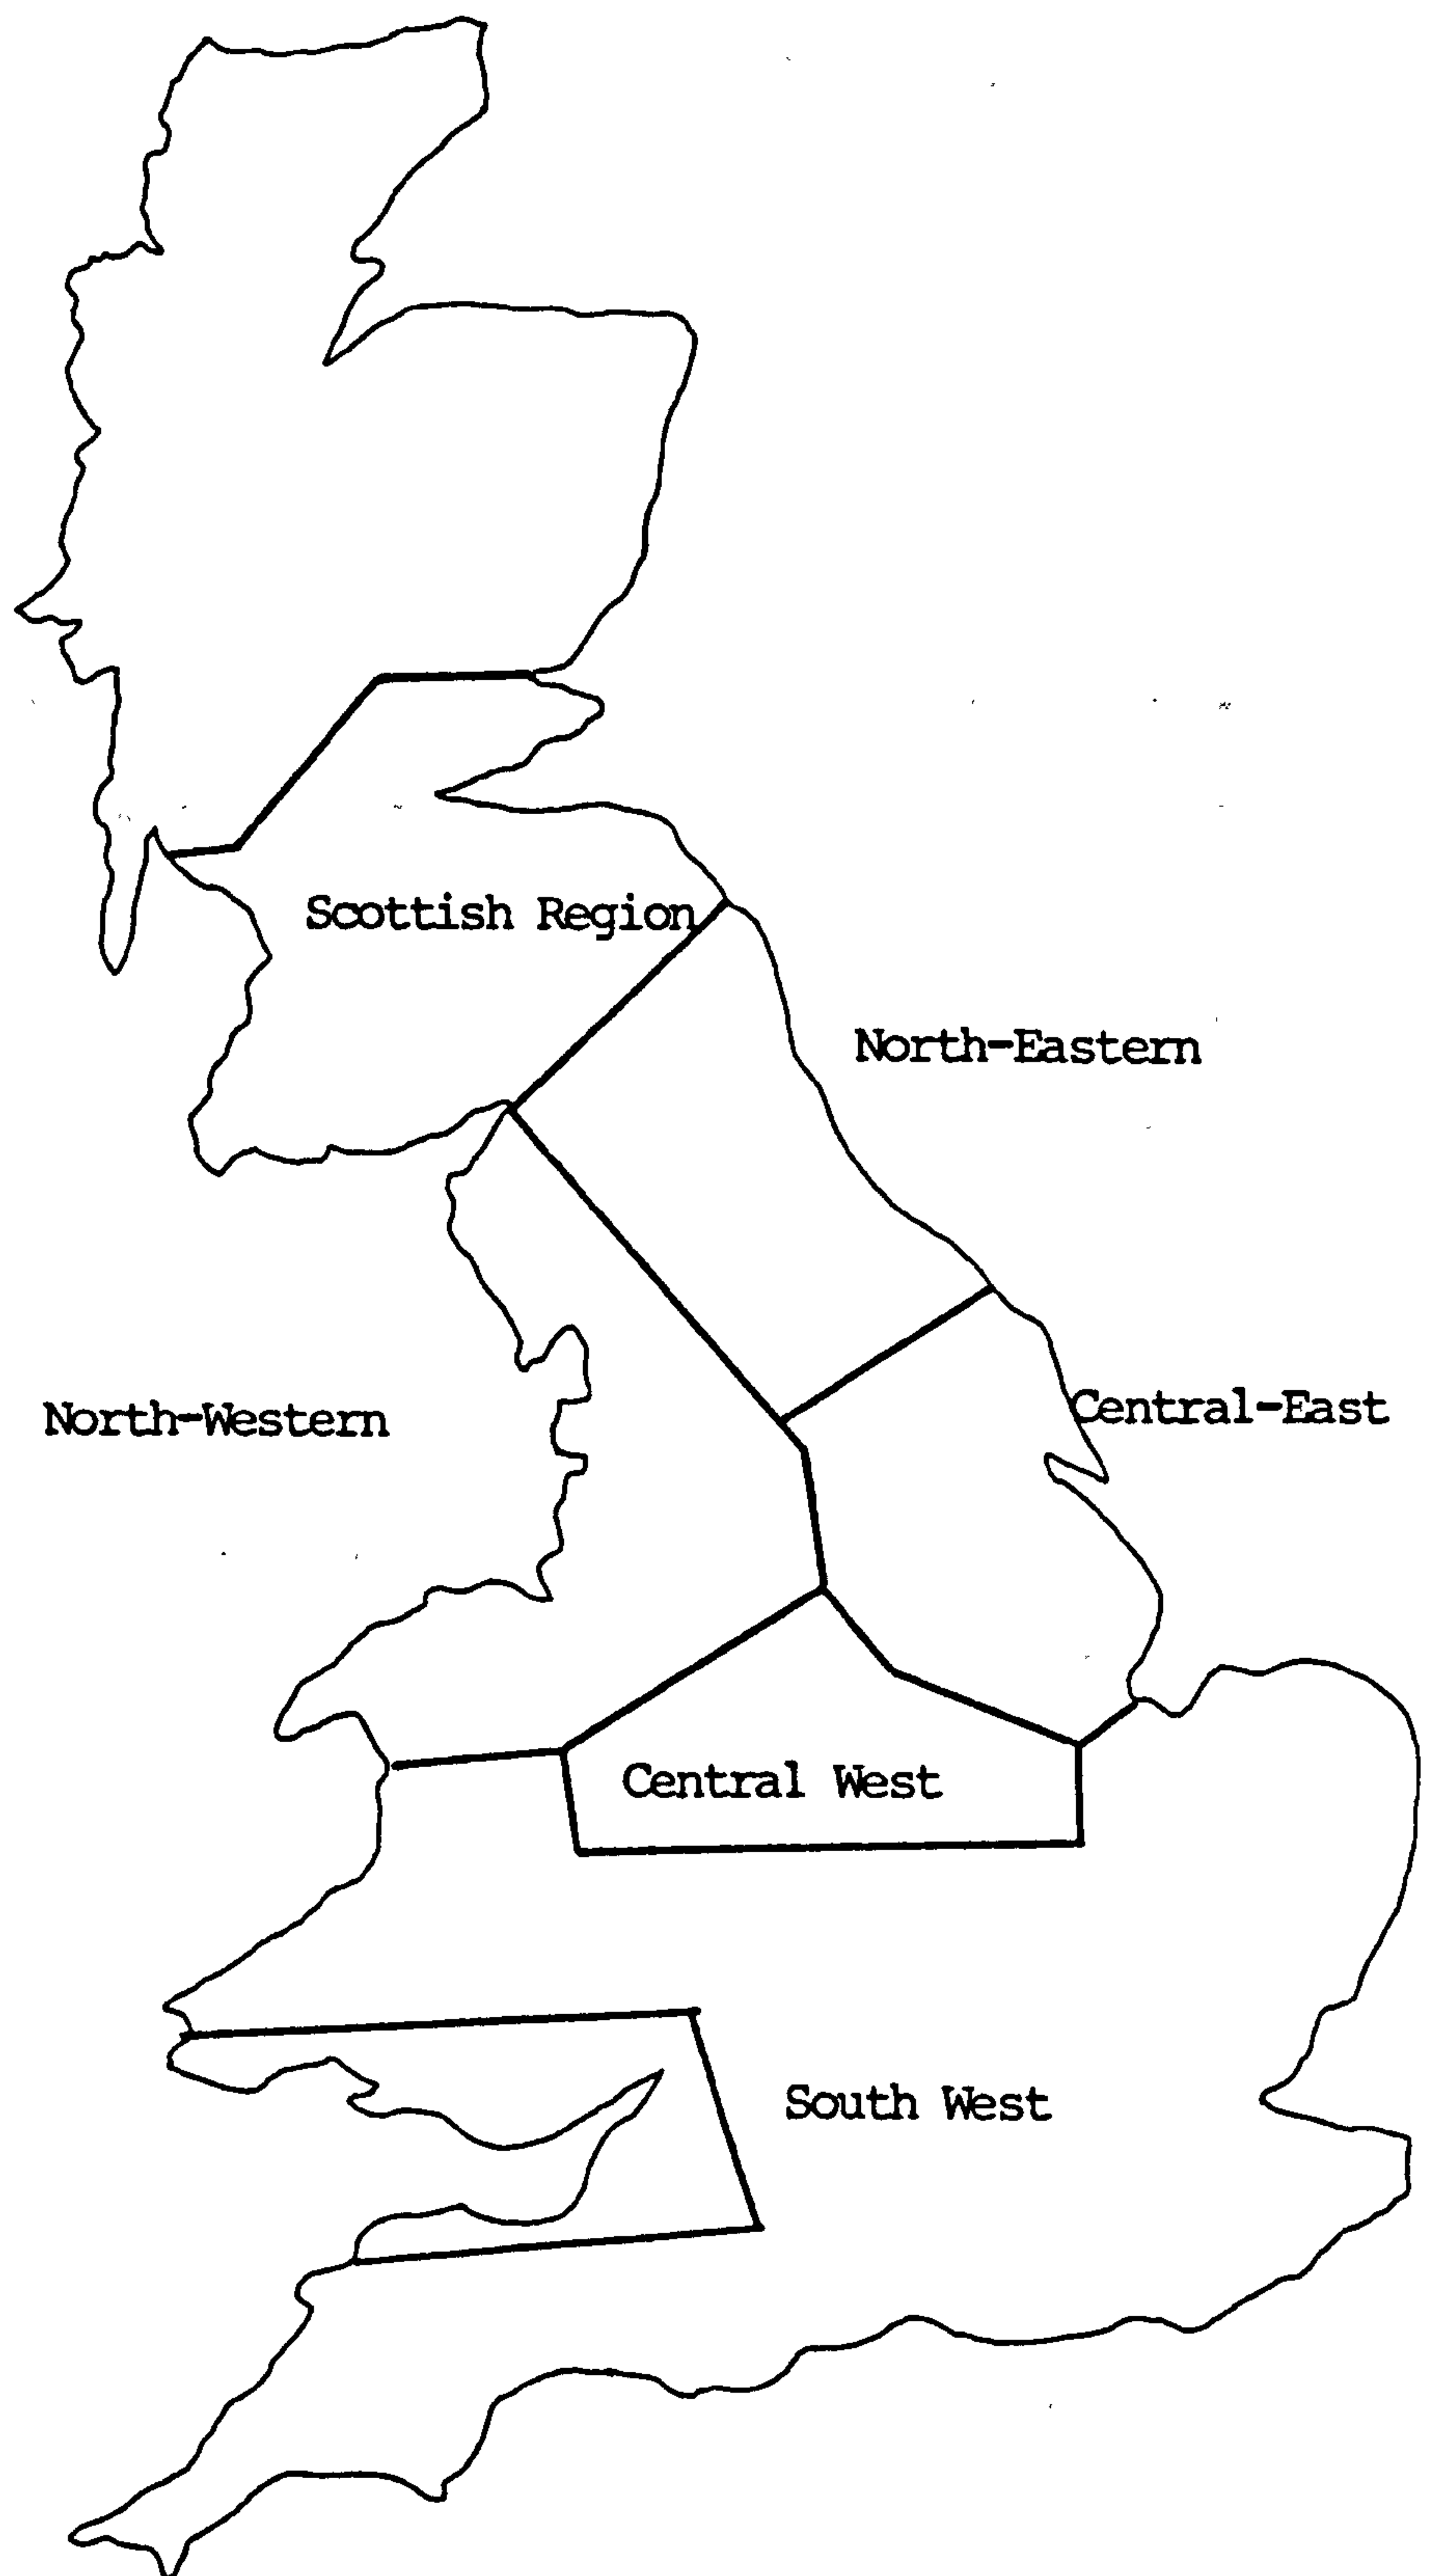 Scottish Region
North-Eastern
Central-East
North-Western
Central West
South West